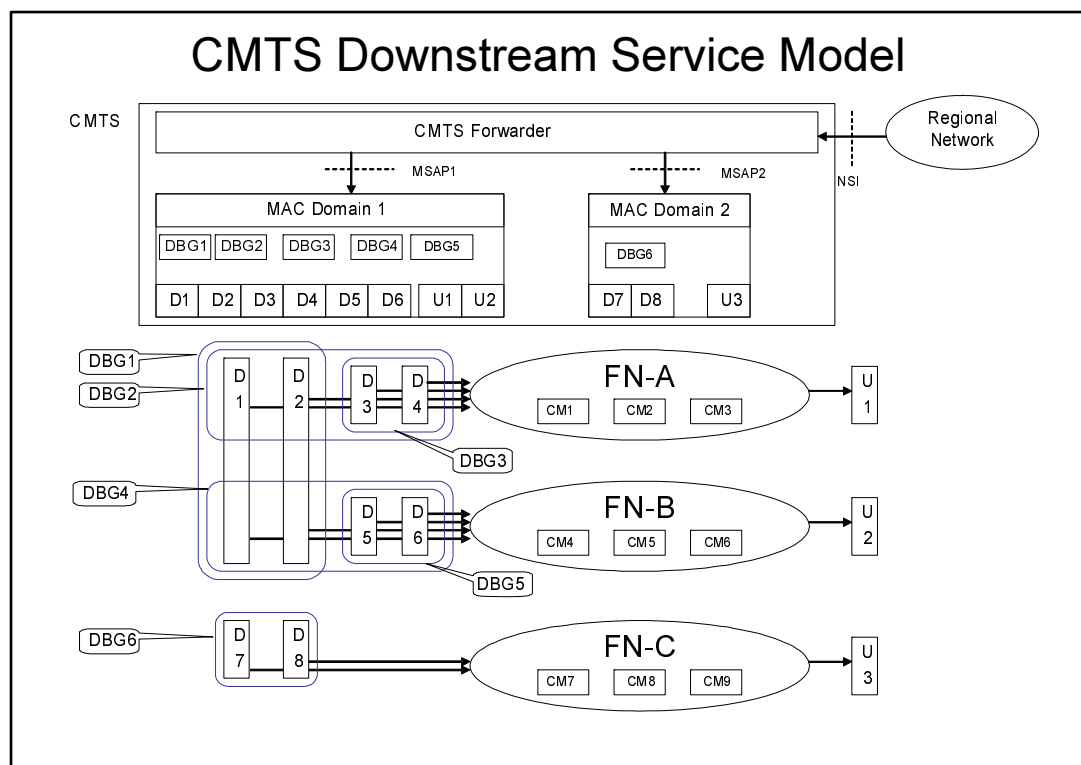 CMTS Downstream Service Model
CMTS
CMTS Forwarder
Regional
Network
MSAP1
MSAP2
NSI
MAC Domain 1
MAC Domain 2
DBG1 DBG2 DBG3 DBG4 DBG5
DBG6
D1 D2 D3 D4 D5 D6 U1 U2
D7 D8 U3
DBG1
DBG2
D
1
D
2
D
3
D
4
FN-A
CM1 CM2 CM3
U
1
DBG3
DBG4
D
5
D
6
FN-B
CM4 CM5 CM6
U
2
DBG5
DBG6
D
7
D
8
FN-C
CM7 CM8 CM9
U
3